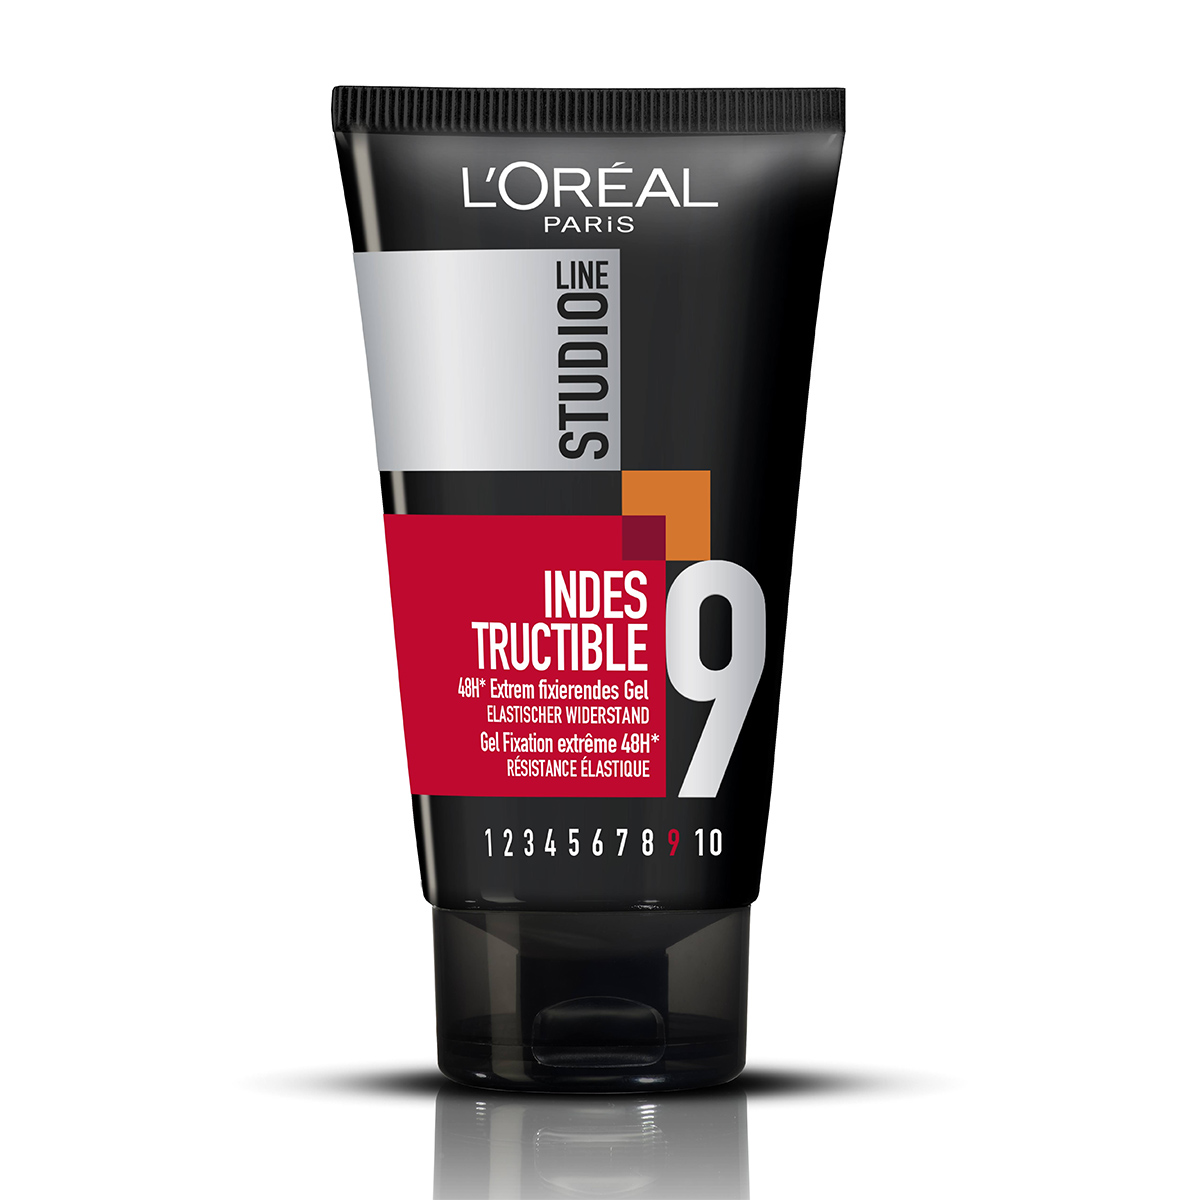 L'ORÉAL
PARiS
STUDIO LINE
INDES
TRUCTIBLE
48H* Extrem fixierendes Gel
ELASTISCHER WIDERSTAND
Gel Fixation extrême 48H*
RÉSISTANCE ÉLASTIQUE
9
1 2 3 4 5 6 7 8 9 10